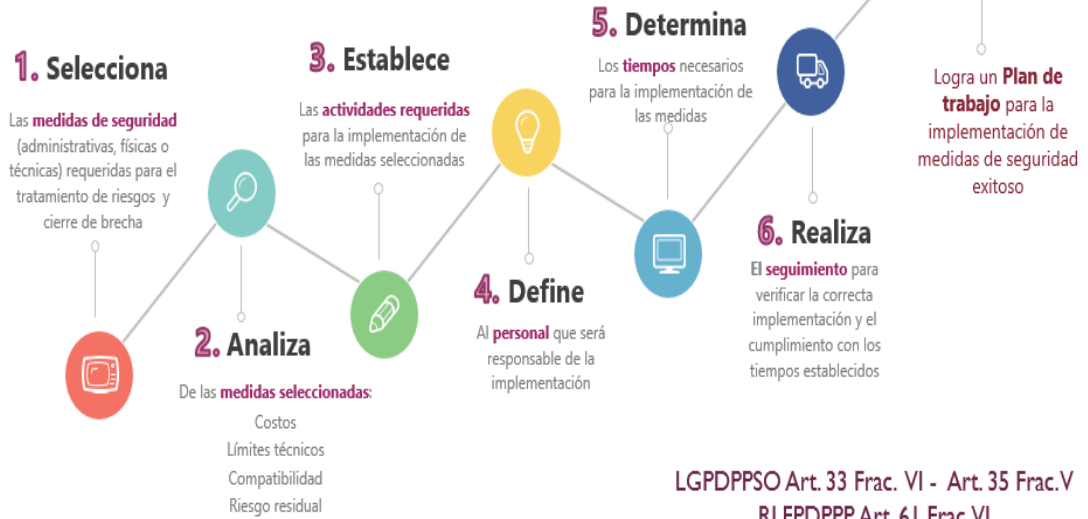 1. Selecciona
Las medidas de seguridad
(administrativas, físicas o
técnicas) requeridas para el
tratamiento de riesgos y
cierre de brecha
2. Analiza
De las medidas seleccionadas:
Costos
Límites técnicos
Compatibilidad
Riesgo residual
3. Establece
Las actividades requeridas
para la implementación de
las medidas seleccionadas
4. Define
Al personal que será
responsable de la
implementación
5. Determina
Los tiempos necesarios
para la implementación de
las medidas
6. Realiza
El seguimiento para
verificar la correcta
implementación y el
cumplimiento con los
tiempos establecidos
Logra un Plan de
trabajo para la
implementación de
medidas de seguridad
exitoso
LGPDPPSO Art. 33 Frac. VI - Art. 35 Frac.V
RLFPDPPP Art. 61 Frac.VI